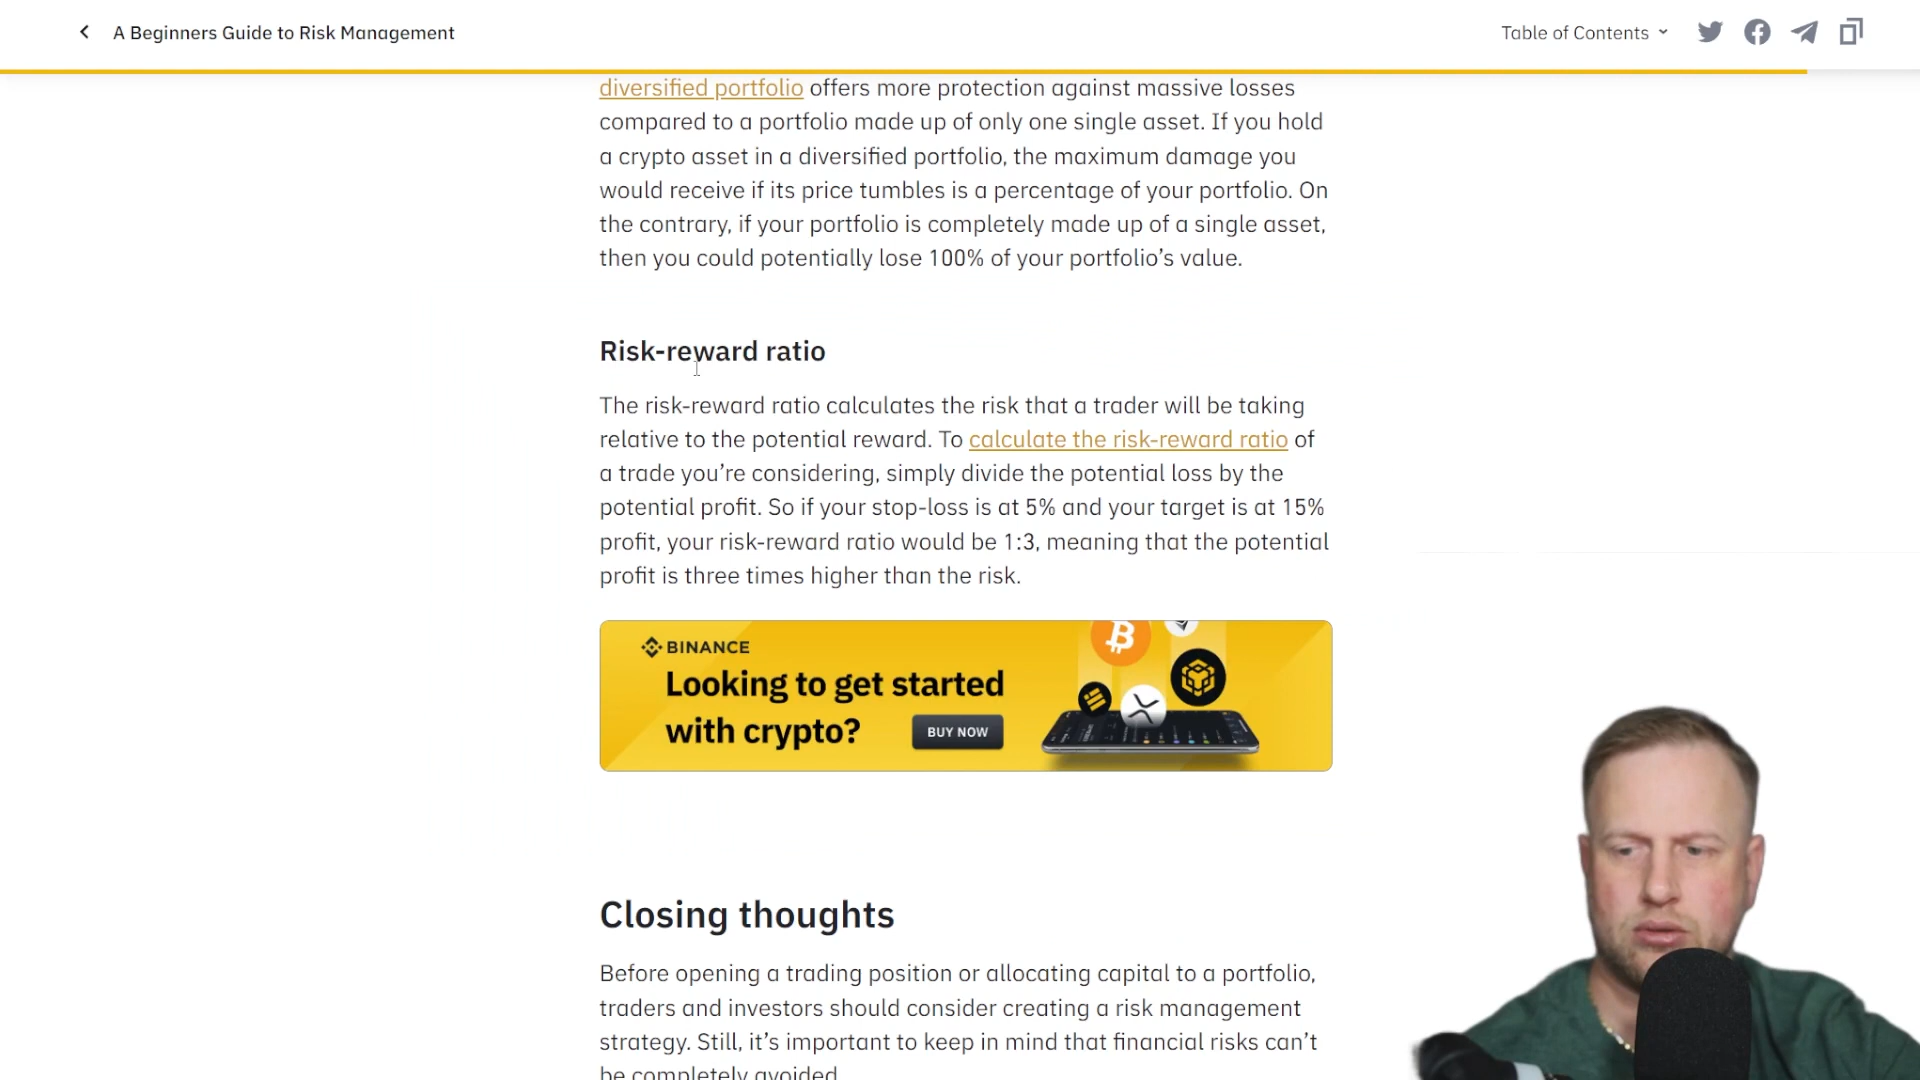 A Beginners Guide to Risk Management
Table of Contents
diversified portfolio offers more protection against massive losses
compared to a portfolio made up of only one single asset. If you hold
a crypto asset in a diversified portfolio, the maximum damage you
would receive if its price tumbles is a percentage of your portfolio. On
the contrary, if your portfolio is completely made up of a single asset,
then you could potentially lose 100% of your portfolio’s value.
Risk-reward ratio
The risk-reward ratio calculates the risk that a trader will be taking
relative to the potential reward. To calculate the risk-reward ratio of
a trade you’re considering, simply divide the potential loss by the
potential profit. So if your stop-loss is at 5% and your target is at 15%
profit, your risk-reward ratio would be 1:3, meaning that the potential
profit is three times higher than the risk.
BINANCE
Looking to get started
with crypto?
BUY NOW
Closing thoughts
Before opening a trading position or allocating capital to a portfolio,
traders and investors should consider creating a risk management
strategy. Still, it’s important to keep in mind that financial risks can’t
be completely avoided.